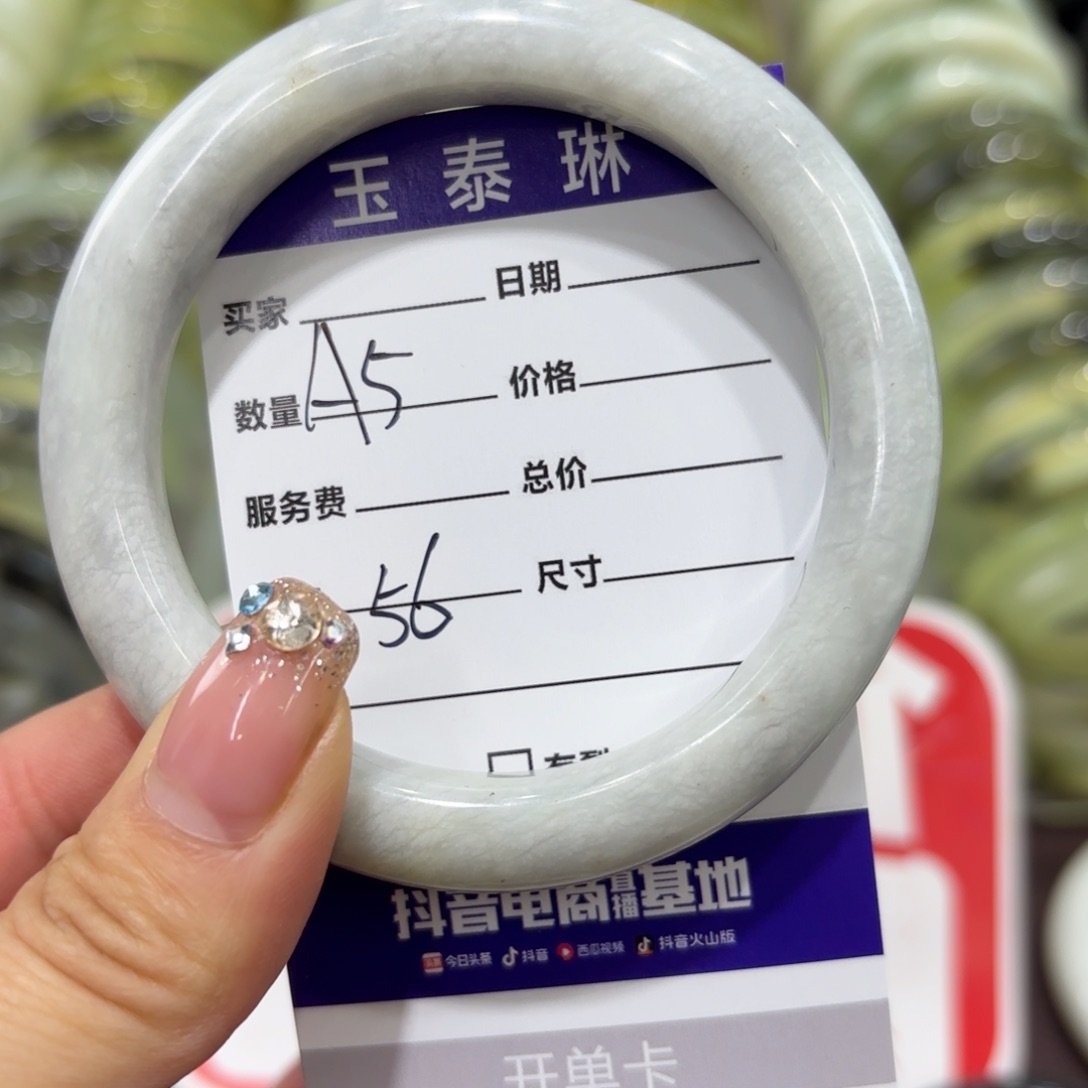 玉泰琳
买家 日期
数量 A5 价格
服务费 总价
56 尺寸
抖音电商直播基地
今日头条 抖音 西瓜视频 抖音火山版
开单卡